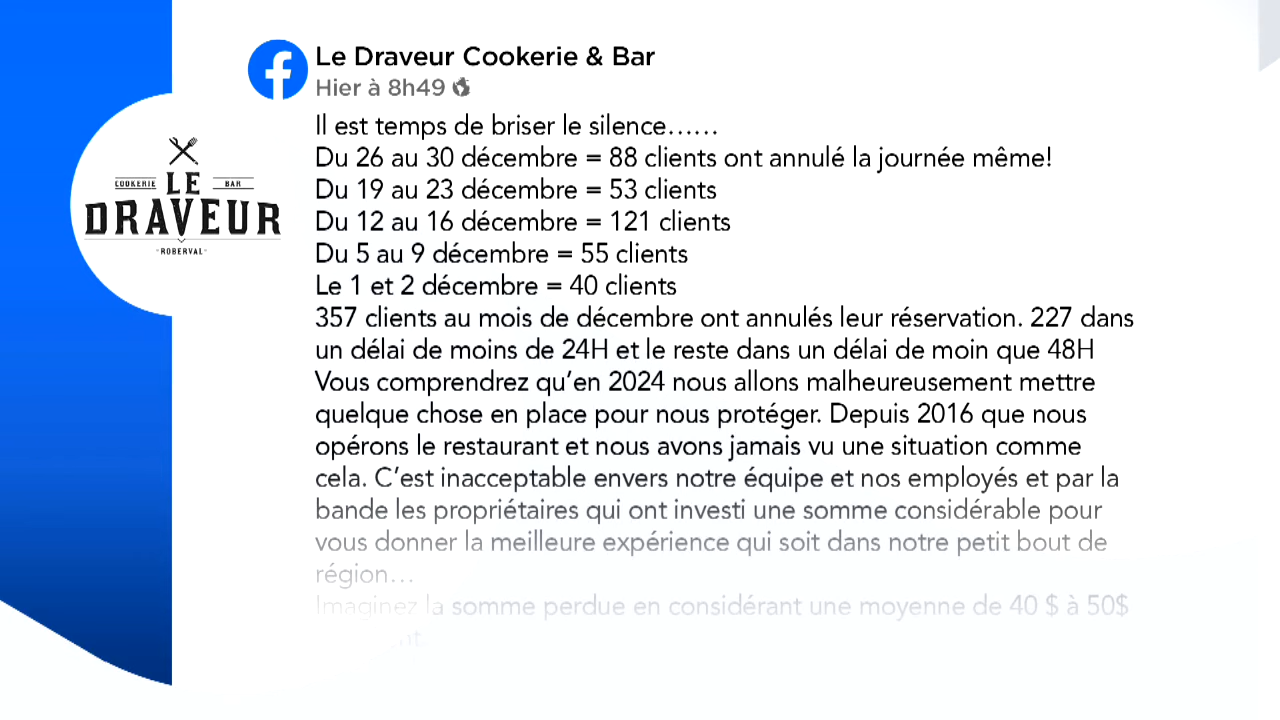 Le Draveur Cookerie & Bar
Hier à 8h49
COOKERIE LE BAR
DRAVEUR
-ROBERVAL-
Il est temps de briser le silence……
Du 26 au 30 décembre = 88 clients ont annulé la journée même!
Du 19 au 23 décembre = 53 clients
Du 12 au 16 décembre = 121 clients
Du 5 au 9 décembre = 55 clients
Le 1 et 2 décembre = 40 clients
357 clients au mois de décembre ont annulés leur réservation. 227 dans
un délai de moins de 24H et le reste dans un délai de moin que 48H
Vous comprendrez qu’en 2024 nous allons malheureusement mettre
quelque chose en place pour nous protéger. Depuis 2016 que nous
opérons le restaurant et nous avons jamais vu une situation comme
cela. C’est inacceptable envers notre équipe et nos employés et par la
bande les propriétaires qui ont investi une somme considérable pour
vous donner la meilleure expérience qui soit dans notre petit bout de
région…
Imaginez la somme perdue en considérant une moyenne de 40 $ à 50$